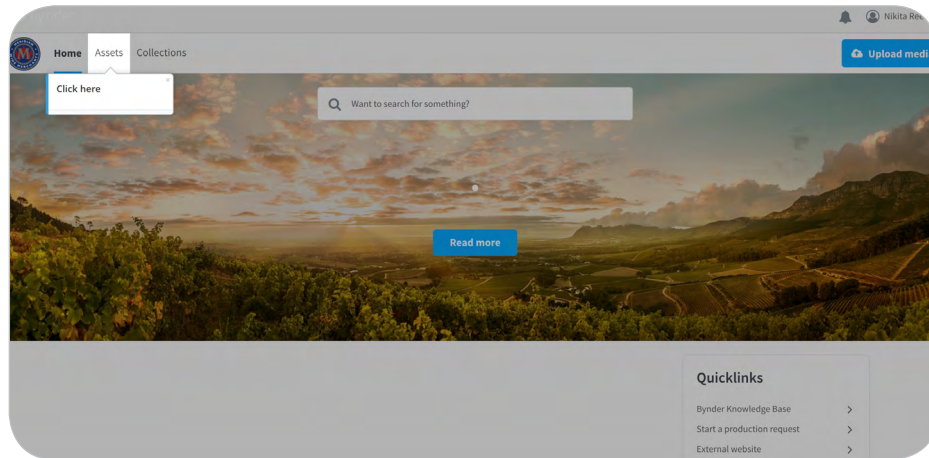 Nikita Ree
Home Assets Collections
Upload medi
Click here
Want to search for something?
Read more
Quicklinks
Bynder Knowledge Base
Start a production request
External website